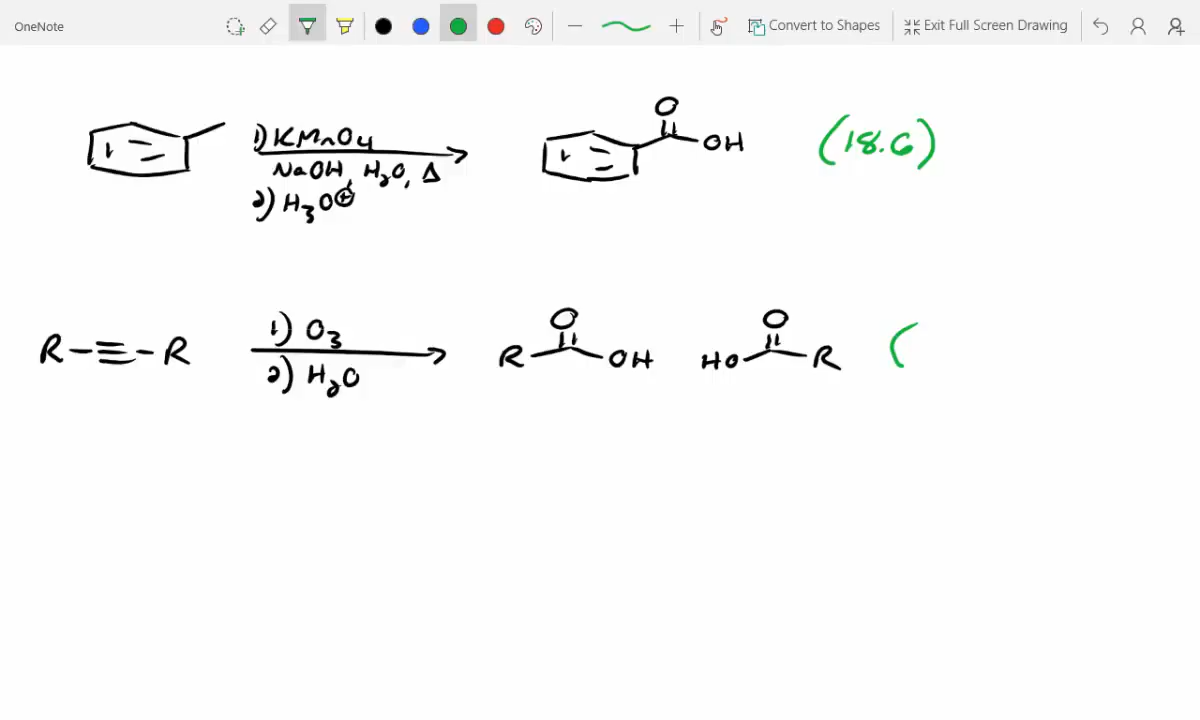 OneNote
Convert to Shapes
Exit Full Screen Drawing
1) KMnO4
NaOH, H2O, Δ
2) H3O⊕
O
OH
(18.6)
R-≡-R
1) O3
2) H2O
O
R OH
O
HO R
(